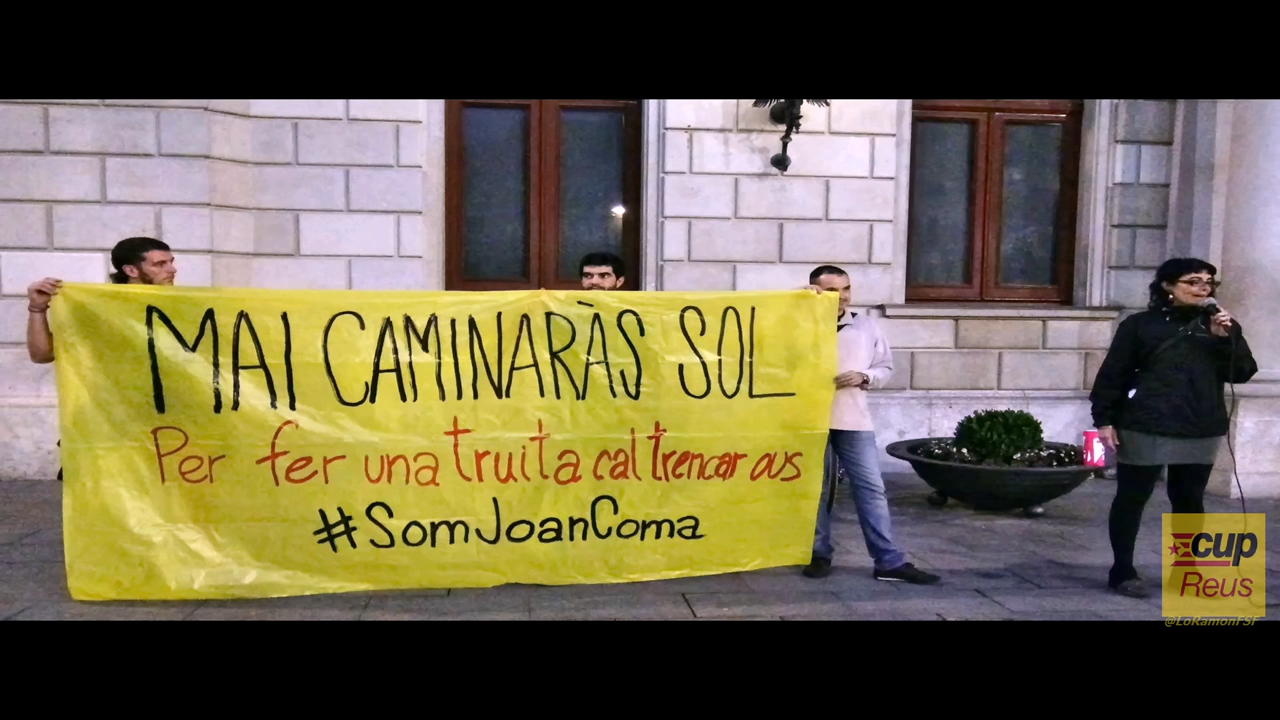 MAI CAMINARÀS SOL
Per fer una truita cal trencar ous
#SomJoanComa
cup
Reus
@LoRamonFSF